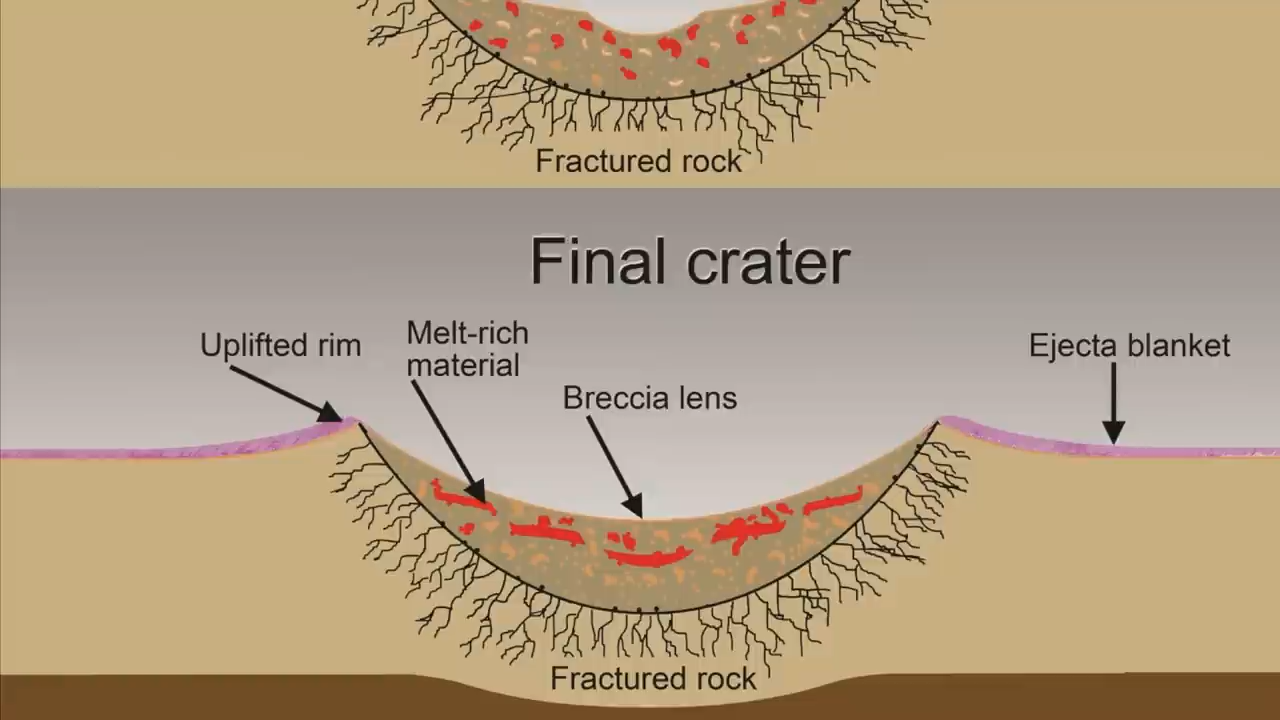 Fractured rock
Final crater
Uplifted rim
Melt-rich
material
Breccia lens
Ejecta blanket
Fractured rock